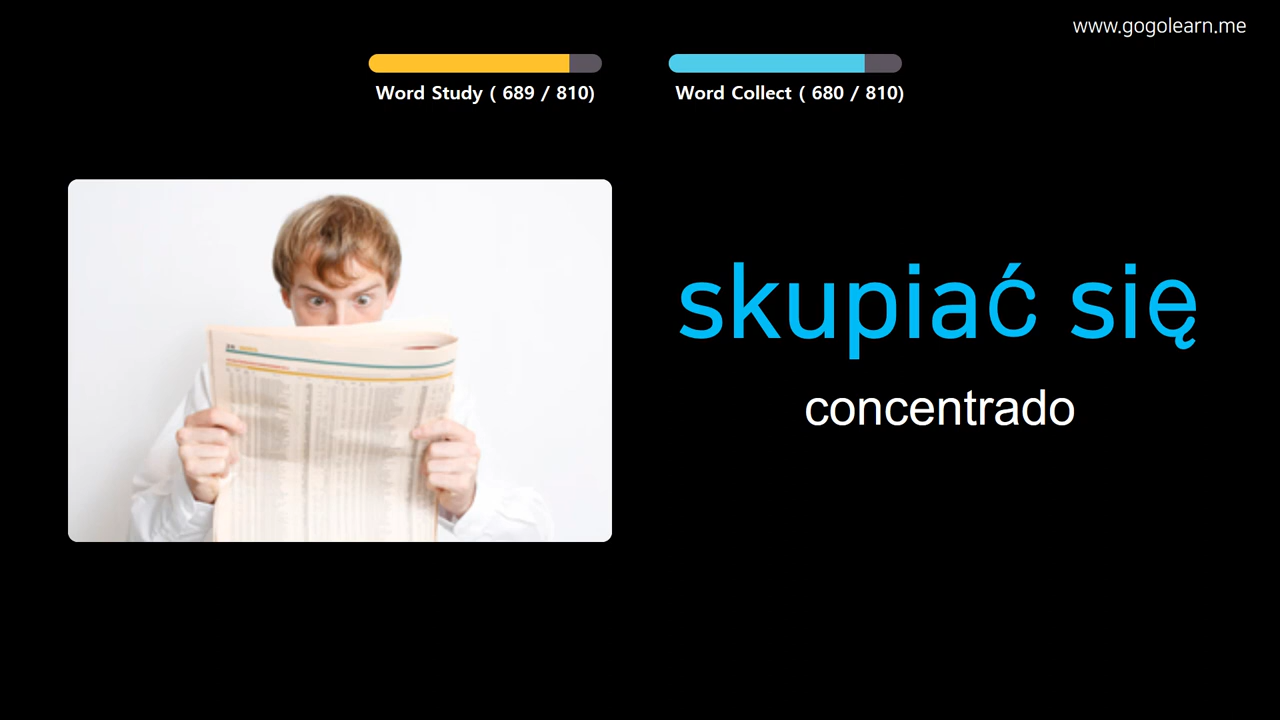 www.gogolearn.me
Word Study ( 689 / 810)
Word Collect ( 680 / 810)
skupiać się
concentrado